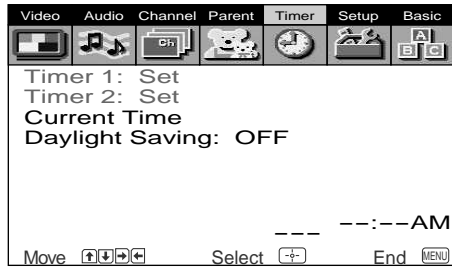 Video Audio Channel Parent Timer Setup Basic
Ch A B C
Timer 1: Set
Timer 2: Set
Current Time
Daylight Saving: OFF
___ --:--AM
Move Select End MENU